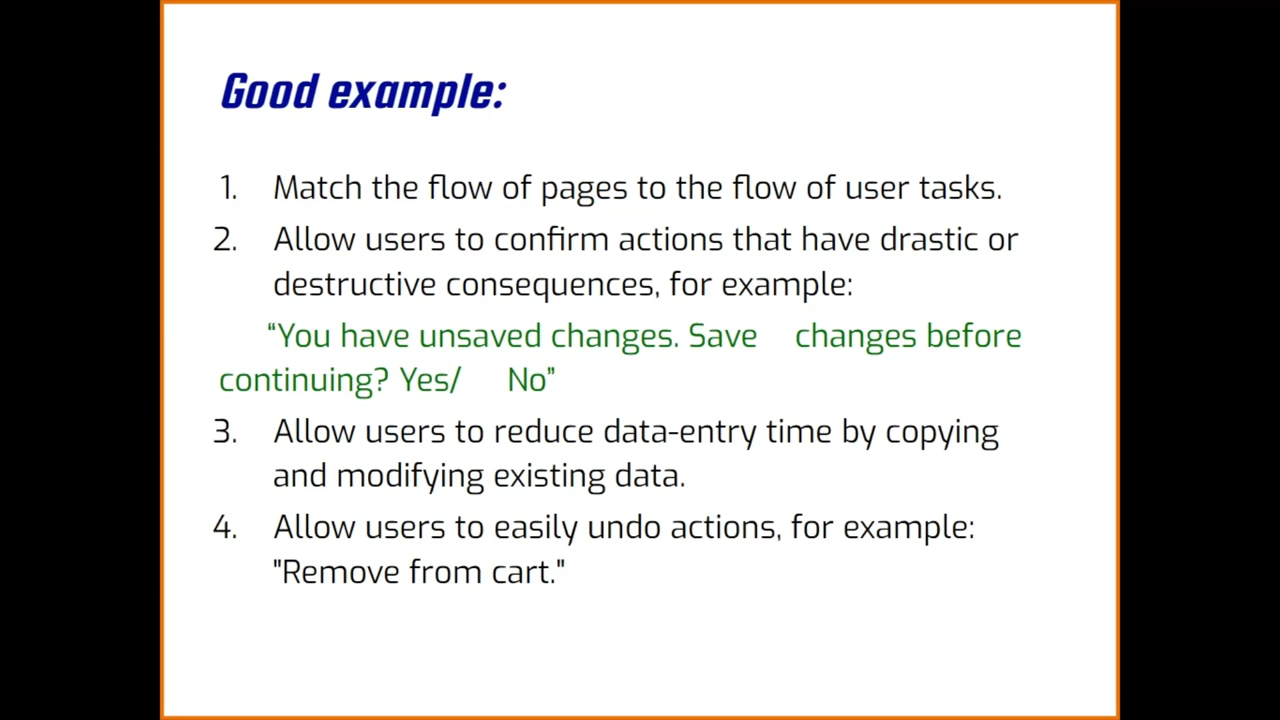 Good example:
1. Match the flow of pages to the flow of user tasks.
2. Allow users to confirm actions that have drastic or
destructive consequences, for example:
“You have unsaved changes. Save changes before
continuing? Yes/ No”
3. Allow users to reduce data-entry time by copying
and modifying existing data.
4. Allow users to easily undo actions, for example:
"Remove from cart."